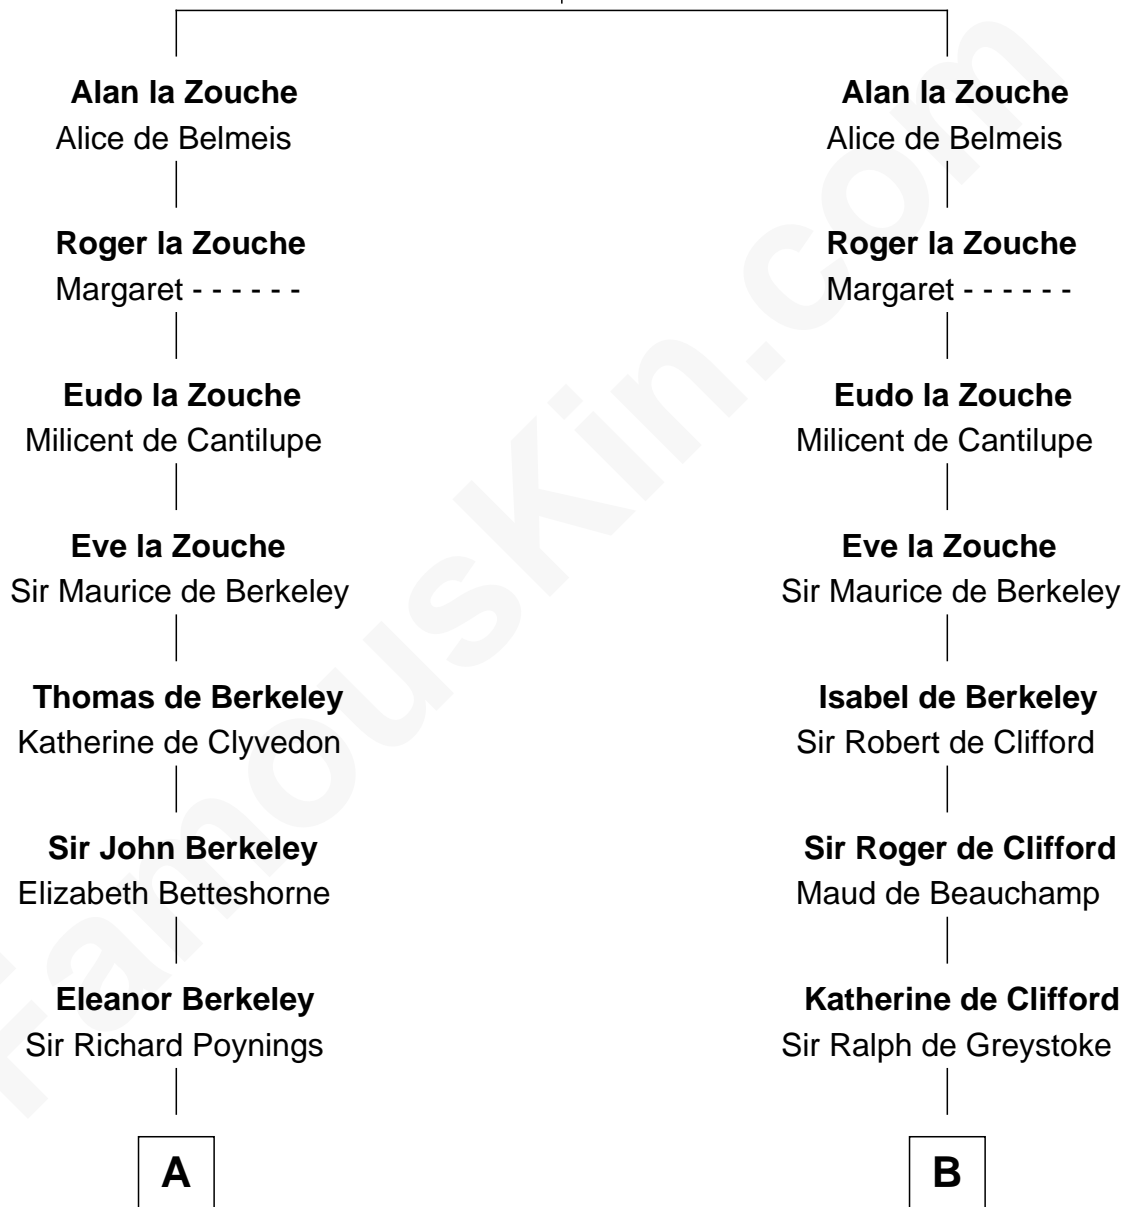 Alan la Zouche
Alice de Belmeis
Roger la Zouche
Margaret - - - - - -
Eudo la Zouche
Milicent de Cantilupe
Eve la Zouche
Sir Maurice de Berkeley
Thomas de Berkeley
Katherine de Clyvedon
Sir John Berkeley
Elizabeth Betteshorne
Eleanor Berkeley
Sir Richard Poynings
A
Alan la Zouche
Alice de Belmeis
Roger la Zouche
Margaret - - - - - -
Eudo la Zouche
Milicent de Cantilupe
Eve la Zouche
Sir Maurice de Berkeley
Isabel de Berkeley
Sir Robert de Clifford
Sir Roger de Clifford
Maud de Beauchamp
Katherine de Clifford
Sir Ralph de Greystoke
B
FamousKin.com